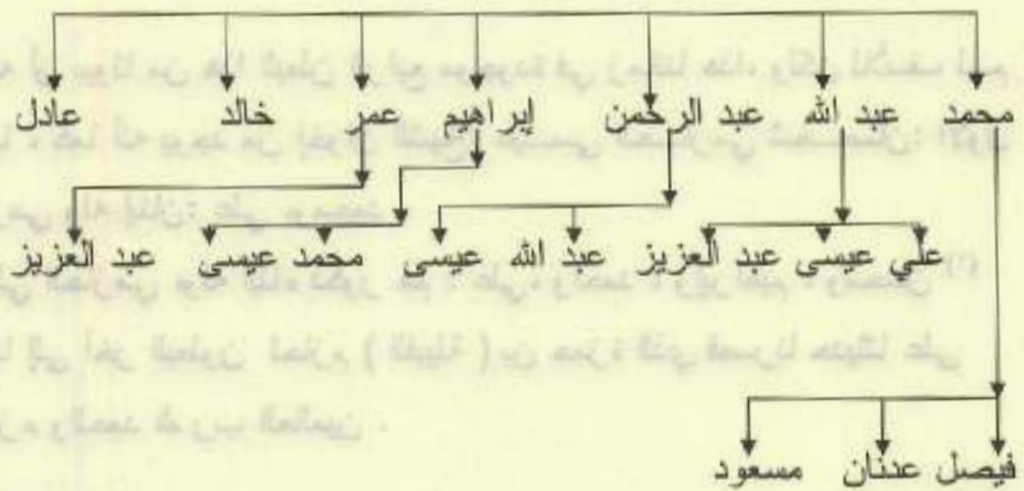 محمد عبد الله عبد الرحمن إبراهيم عمر خالد عادل
علي عيسى عبد العزيز عبد الله عيسى محمد عيسى عبد العزيز
فيصل عدنان مسعود